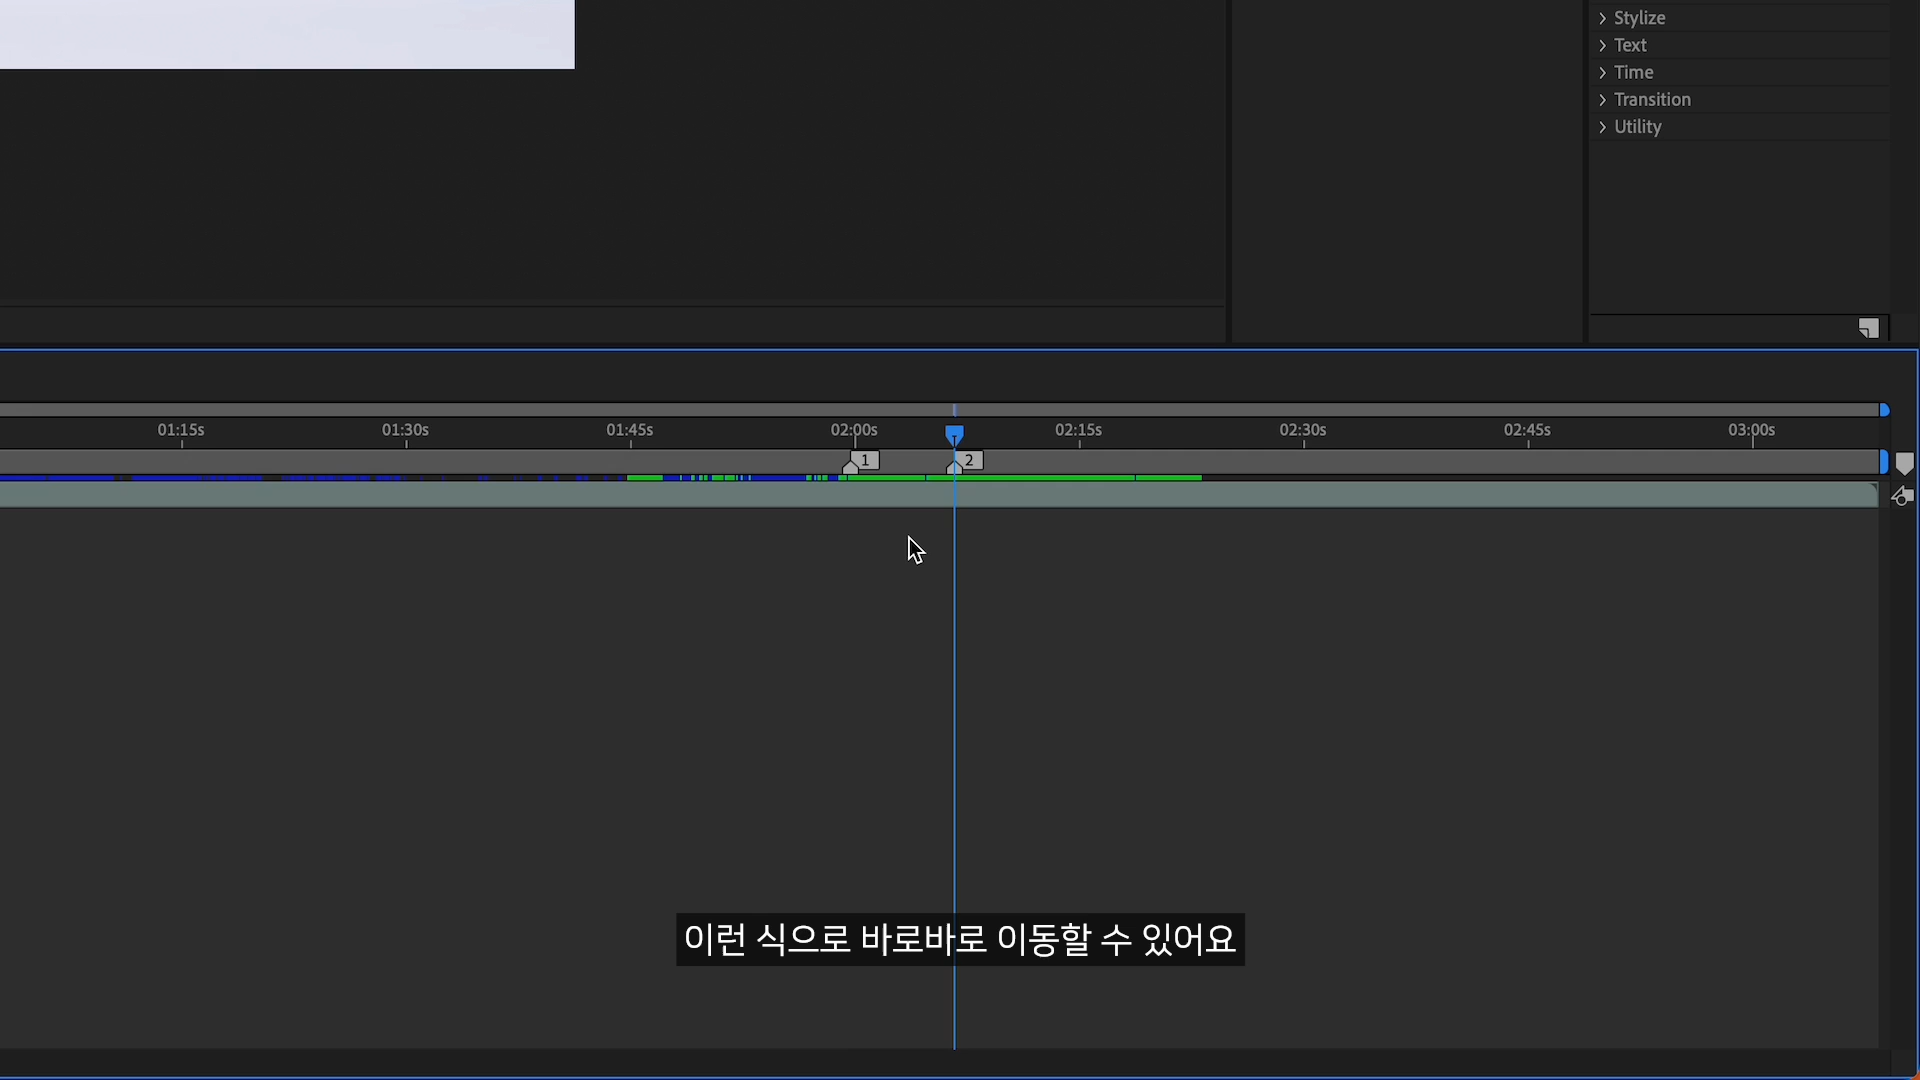 Stylize
Text
Time
Transition
Utility
01:15s 01:30s 01:45s 02:00s 02:15s 02:30s 02:45s 03:00s
1 2
이런 식으로 바로바로 이동할 수 있어요